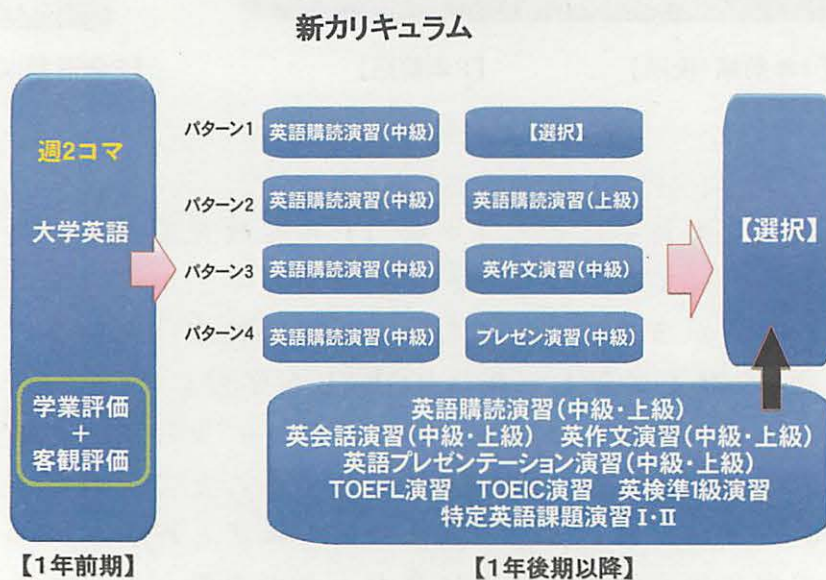 新カリキュラム
週2コマ
大学英語
学業評価
+
客観評価
【1年前期】
パターン1 英語購読演習(中級) 【選択】
パターン2 英語購読演習(中級) 英語購読演習(上級)
パターン3 英語購読演習(中級) 英作文演習(中級)
パターン4 英語購読演習(中級) プレゼン演習(中級)
【選択】
英語購読演習(中級・上級)
英会話演習(中級・上級) 英作文演習(中級・上級)
英語プレゼンテーション演習(中級・上級)
TOEFL演習 TOEIC演習 英検準1級演習
特定英語課題演習Ⅰ・Ⅱ
【1年後期以降】